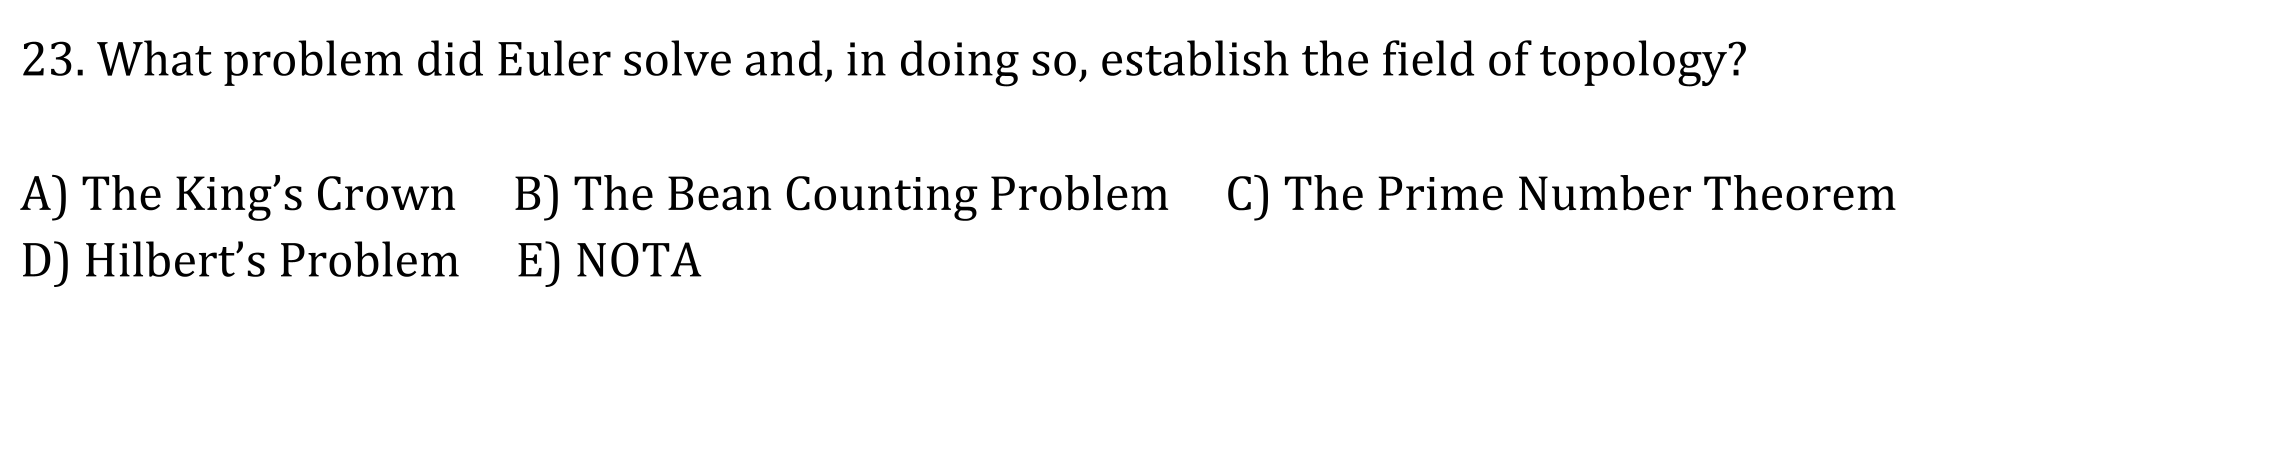 23. What problem did Euler solve and, in doing so, establish the field of topology?
A) The King’s Crown B) The Bean Counting Problem C) The Prime Number Theorem
D) Hilbert’s Problem E) NOTA